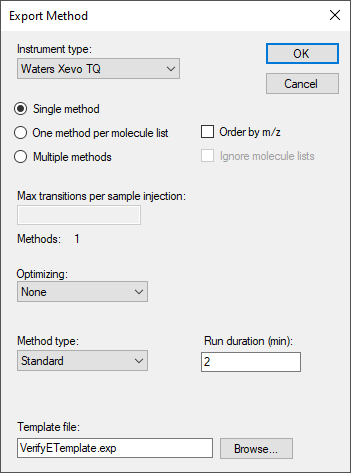 Export Method
Instrument type:
OK
Waters Xevo TQ
Cancel
Single method
One method per molecule list
Order by m/z
Multiple methods
Ignore molecule lists
Max transitions per sample injection:
Methods: 1
Optimizing:
None
Method type:
Run duration (min):
Standard
2
Template file:
VerifyETemplate.exp
Browse...